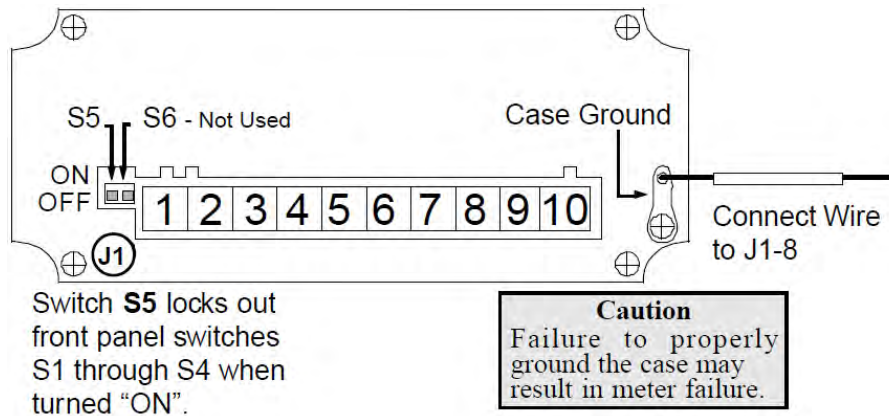 S5
S6 - Not Used
Case Ground
ON
OFF
1 2 3 4 5 6 7 8 9 10
J1
Connect Wire
to J1-8
Switch S5 locks out
front panel switches
S1 through S4 when
turned “ON”.
Caution
Failure to properly
ground the case may
result in meter failure.